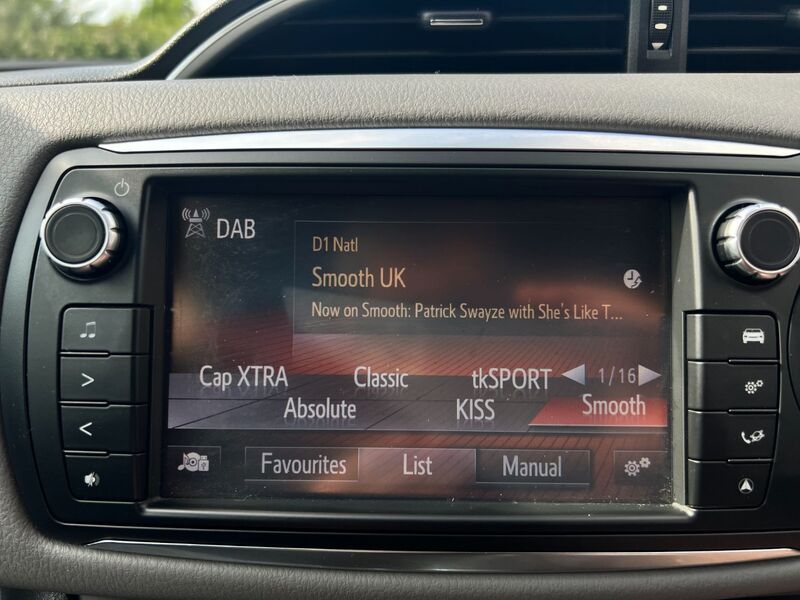 DAB
D1 Natl
Smooth UK
Now on Smooth: Patrick Swayze with She's Like T...
Cap XTRA Classic tkSPORT 1/16
Absolute KISS Smooth
Favourites List Manual